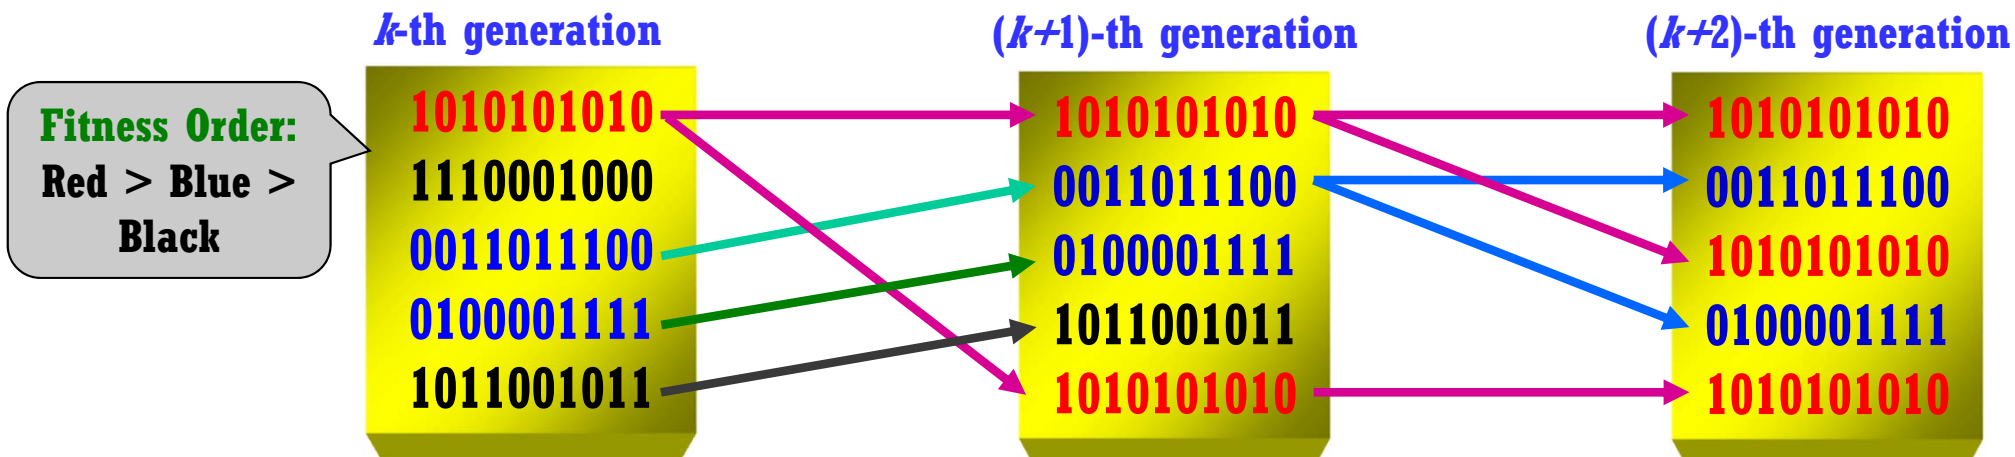 k-th generation
(k+1)-th generation
(k+2)-th generation
Fitness Order:
Red > Blue >
Black
1010101010
1110001000
0011011100
0100001111
1011001011
1010101010
0011011100
0100001111
1011001011
1010101010
1010101010
0011011100
1010101010
0100001111
1010101010